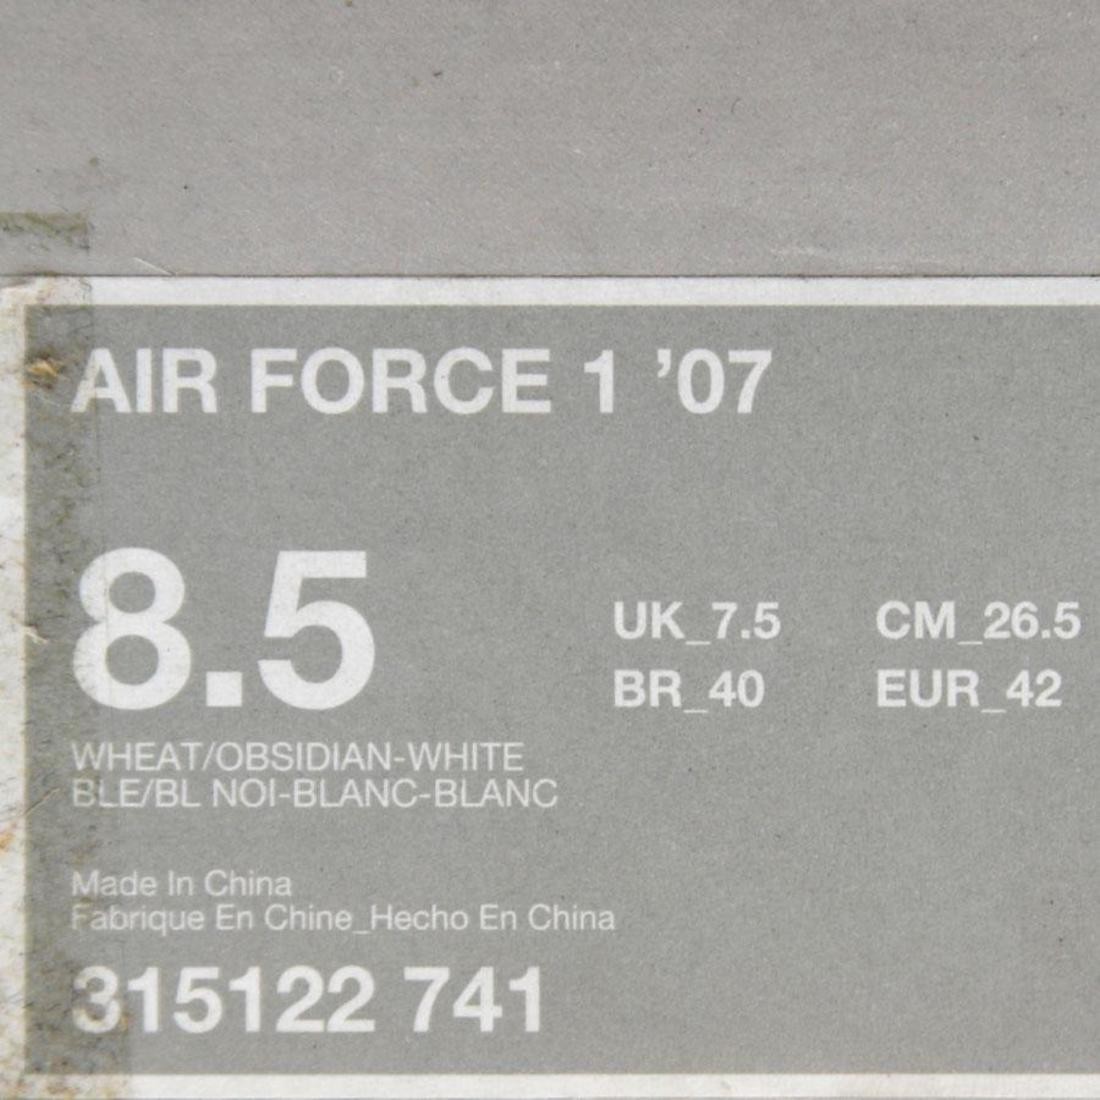 AIR FORCE 1 ’07
8.5
UK_7.5 CM_26.5
BR_40 EUR_42
WHEAT/OBSIDIAN-WHITE
BLE/BL NOI-BLANC-BLANC
Made In China
Fabrique En Chine_Hecho En China
315122 741